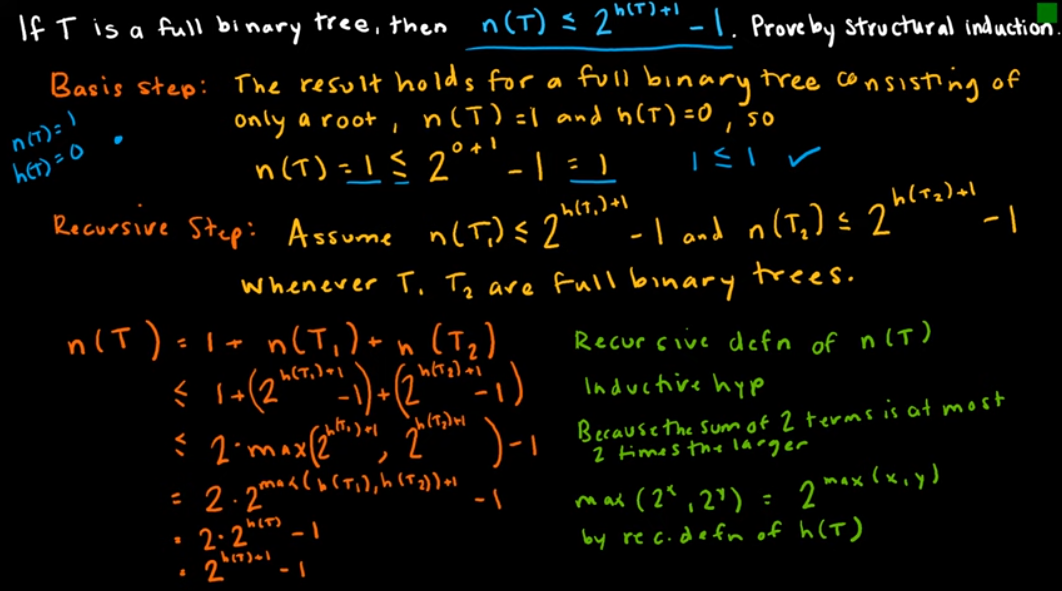 If T is a full binary tree, then n(T) ≤ 2^{h(T)+1} - 1. Prove by structural induction.
Basis step: The result holds for a full binary tree consisting of
only a root, n(T) = 1 and h(T) = 0, so
n(T) = 1
h(T) = 0
n(T) = 1 ≤ 2^{0+1} - 1 = 1 1 ≤ 1 ✓
Recursive Step: Assume n(T₁) ≤ 2^{h(T₁)+1} - 1 and n(T₂) ≤ 2^{h(T₂)+1} - 1
whenever T₁ T₂ are full binary trees.
n(T) = 1 + n(T₁) + n(T₂) Recursive defn of n(T)
≤ 1 + (2^{h(T₁)+1} - 1) + (2^{h(T₂)+1} - 1) Inductive hyp
≤ 2 · max(2^{h(T₁)+1}, 2^{h(T₂)+1}) - 1 Because the sum of 2 terms is at most
2 times the larger
= 2 · 2^{max(h(T₁), h(T₂))+1} - 1 max(2^x, 2^y) = 2^{max(x,y)}
= 2 · 2^{h(T)} - 1 by rec. defn of h(T)
= 2^{h(T)+1} - 1